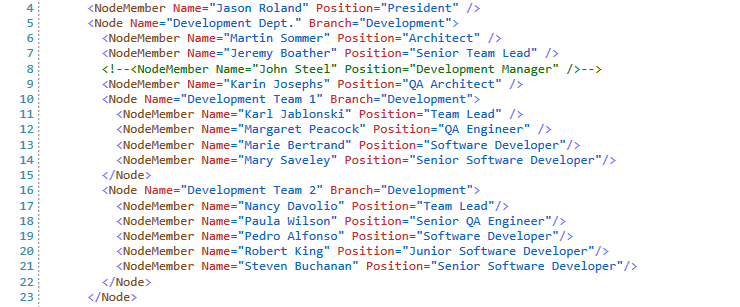 4 <NodeMember Name="Jason Roland" Position="President" />
5 <Node Name="Development Dept." Branch="Development">
6 <NodeMember Name="Martin Sommer" Position="Architect" />
7 <NodeMember Name="Jeremy Boather" Position="Senior Team Lead" />
8 <!--<NodeMember Name="John Steel" Position="Development Manager" />-->
9 <NodeMember Name="Karin Josephs" Position="QA Architect" />
10 <Node Name="Development Team 1" Branch="Development">
11 <NodeMember Name="Karl Jablonski" Position="Team Lead" />
12 <NodeMember Name="Margaret Peacock" Position="QA Engineer" />
13 <NodeMember Name="Marie Bertrand" Position="Software Developer"/>
14 <NodeMember Name="Mary Saveley" Position="Senior Software Developer"/>
15 </Node>
16 <Node Name="Development Team 2" Branch="Development">
17 <NodeMember Name="Nancy Davolio" Position="Team Lead"/>
18 <NodeMember Name="Paula Wilson" Position="Senior QA Engineer"/>
19 <NodeMember Name="Pedro Alfonso" Position="Software Developer"/>
20 <NodeMember Name="Robert King" Position="Junior Software Developer"/>
21 <NodeMember Name="Steven Buchanan" Position="Senior Software Developer"/>
22 </Node>
23 </Node>